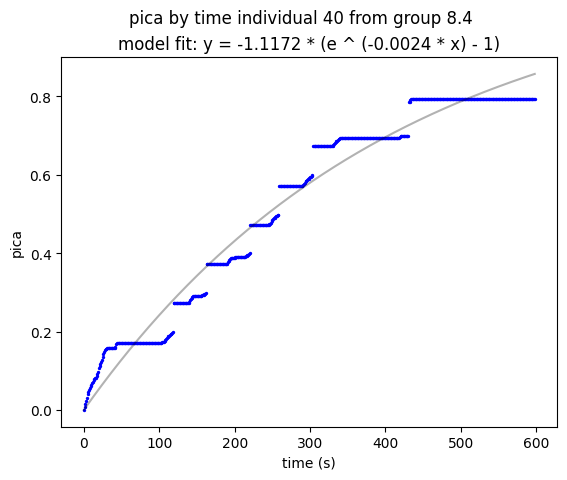 pica by time individual 40 from group 8.4
model fit: y = -1.1172 * (e ^ (-0.0024 * x) - 1)
0.8
0.6
0.4
0.2
0.0
pica
0 100 200 300 400 500 600
time (s)